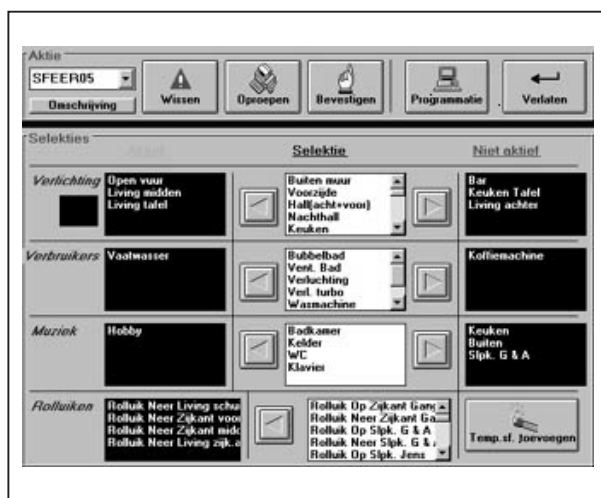 Aktie
SFEER05
Omschrijving
Wissen
Oproepen
Bevestigen
Programmatie
Verlaten
Selekties
Aktief
Selektie
Niet aktief
Verlichting
Open vuur
Living midden
Living tafel
Buiten muur
Voorzijde
Hall(acht+voor)
Nachthall
Keuken
Bar
Keuken Tafel
Living achter
Verbruikers
Vaatwasser
Bubbelbad
Vent. Bad
Verluchting
Verl. turbo
Wasmachine
Koffiemachine
Muziek
Hobby
Badkamer
Kelder
WC
Klavier
Keuken
Buiten
Slpk. G & A
Rolluiken
Rolluik Neer Living schui
Rolluik Neer Zijkant voor
Rolluik Neer Zijkant midd
Rolluik Neer Living zijk.a
Rolluik Op Zijkant Gang
Rolluik Neer Zijkant Ga
Rolluik Op Slpk. G & A
Rolluik Neer Slpk. G &
Rolluik Op Slpk. Jens
Temp.sf. Toevoegen